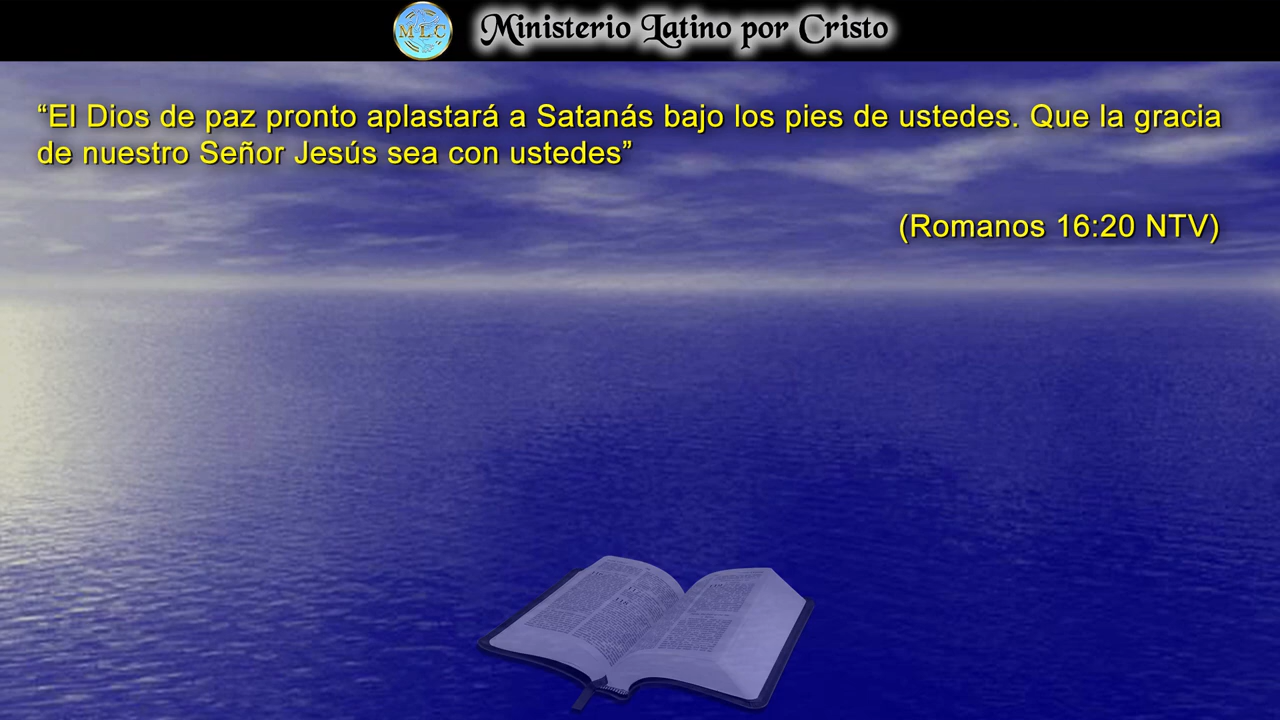 MLC
Ministerio Latino por Cristo
“El Dios de paz pronto aplastará a Satanás bajo los pies de ustedes. Que la gracia
de nuestro Señor Jesús sea con ustedes”
(Romanos 16:20 NTV)